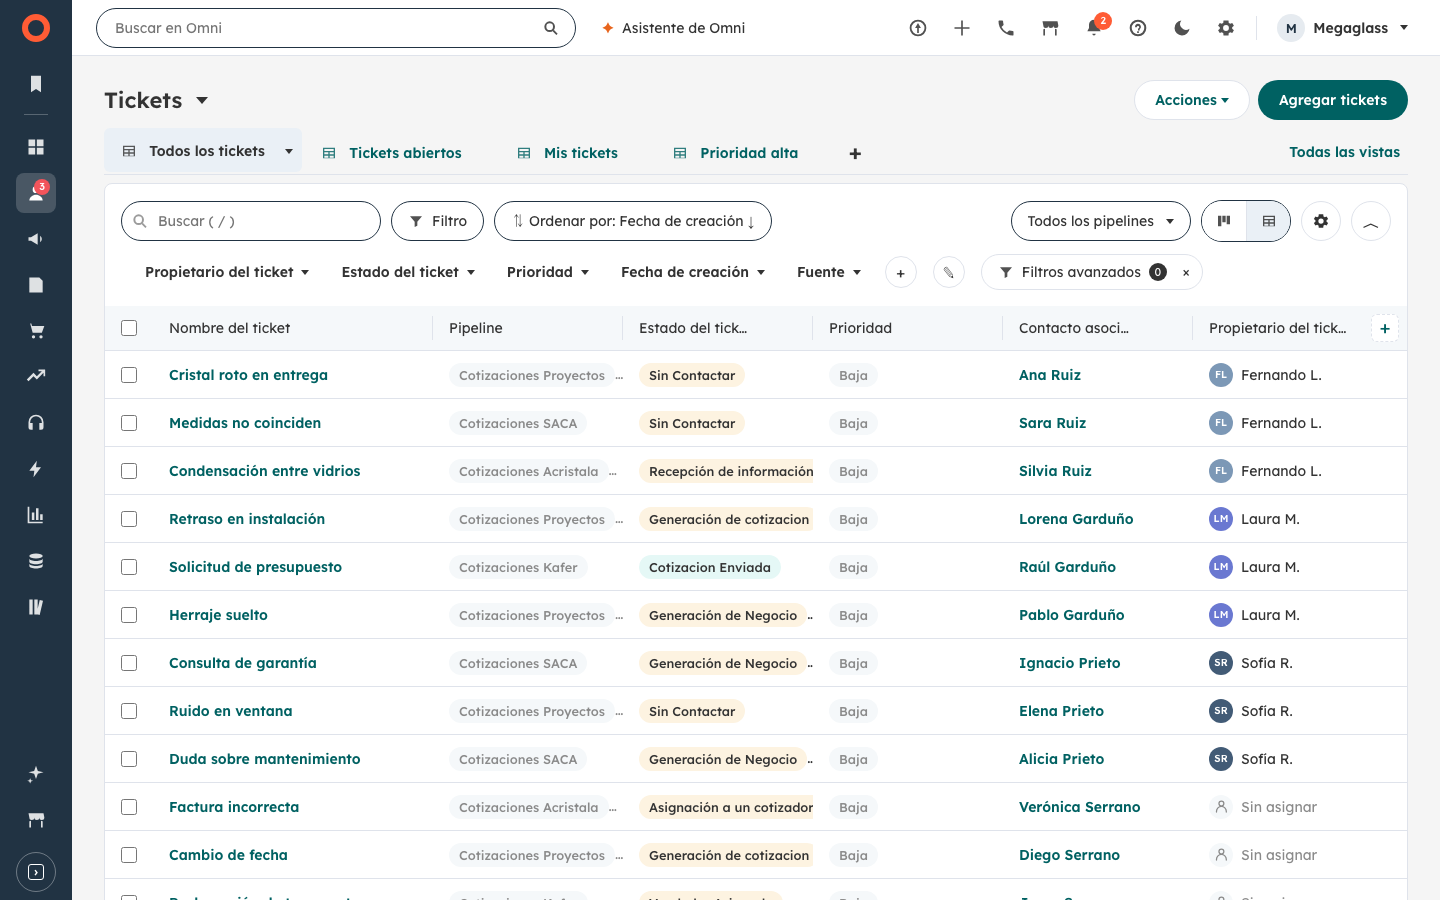 Buscar en Omni
Asistente de Omni
2
M
Megaglass
3
Tickets
Acciones
Agregar tickets
Todos los tickets
Tickets abiertos
Mis tickets
Prioridad alta
+
Todas las vistas
Buscar ( / )
Filtro
Ordenar por: Fecha de creación ↓
Todos los pipelines
Propietario del ticket
Estado del ticket
Prioridad
Fecha de creación
Fuente
+
Filtros avanzados
0
×
Nombre del ticket
Pipeline
Estado del tick...
Prioridad
Contacto asoci...
Propietario del tick...
+
Cristal roto en entrega
Cotizaciones Proyectos ...
Sin Contactar
Baja
Ana Ruiz
FL
Fernando L.
Medidas no coinciden
Cotizaciones SACA
Sin Contactar
Baja
Sara Ruiz
FL
Fernando L.
Condensación entre vidrios
Cotizaciones Acristala ...
Recepción de información
Baja
Silvia Ruiz
FL
Fernando L.
Retraso en instalación
Cotizaciones Proyectos ...
Generación de cotizacion
Baja
Lorena Garduño
LM
Laura M.
Solicitud de presupuesto
Cotizaciones Kafer
Cotizacion Enviada
Baja
Raúl Garduño
LM
Laura M.
Herraje suelto
Cotizaciones Proyectos ...
Generación de Negocio ..
Baja
Pablo Garduño
LM
Laura M.
Consulta de garantía
Cotizaciones SACA
Generación de Negocio ..
Baja
Ignacio Prieto
SR
Sofía R.
Ruido en ventana
Cotizaciones Proyectos ...
Sin Contactar
Baja
Elena Prieto
SR
Sofía R.
Duda sobre mantenimiento
Cotizaciones SACA
Generación de Negocio ..
Baja
Alicia Prieto
SR
Sofía R.
Factura incorrecta
Cotizaciones Acristala ...
Asignación a un cotizador
Baja
Verónica Serrano
Sin asignar
Cambio de fecha
Cotizaciones Proyectos ...
Generación de cotizacion
Baja
Diego Serrano
Sin asignar